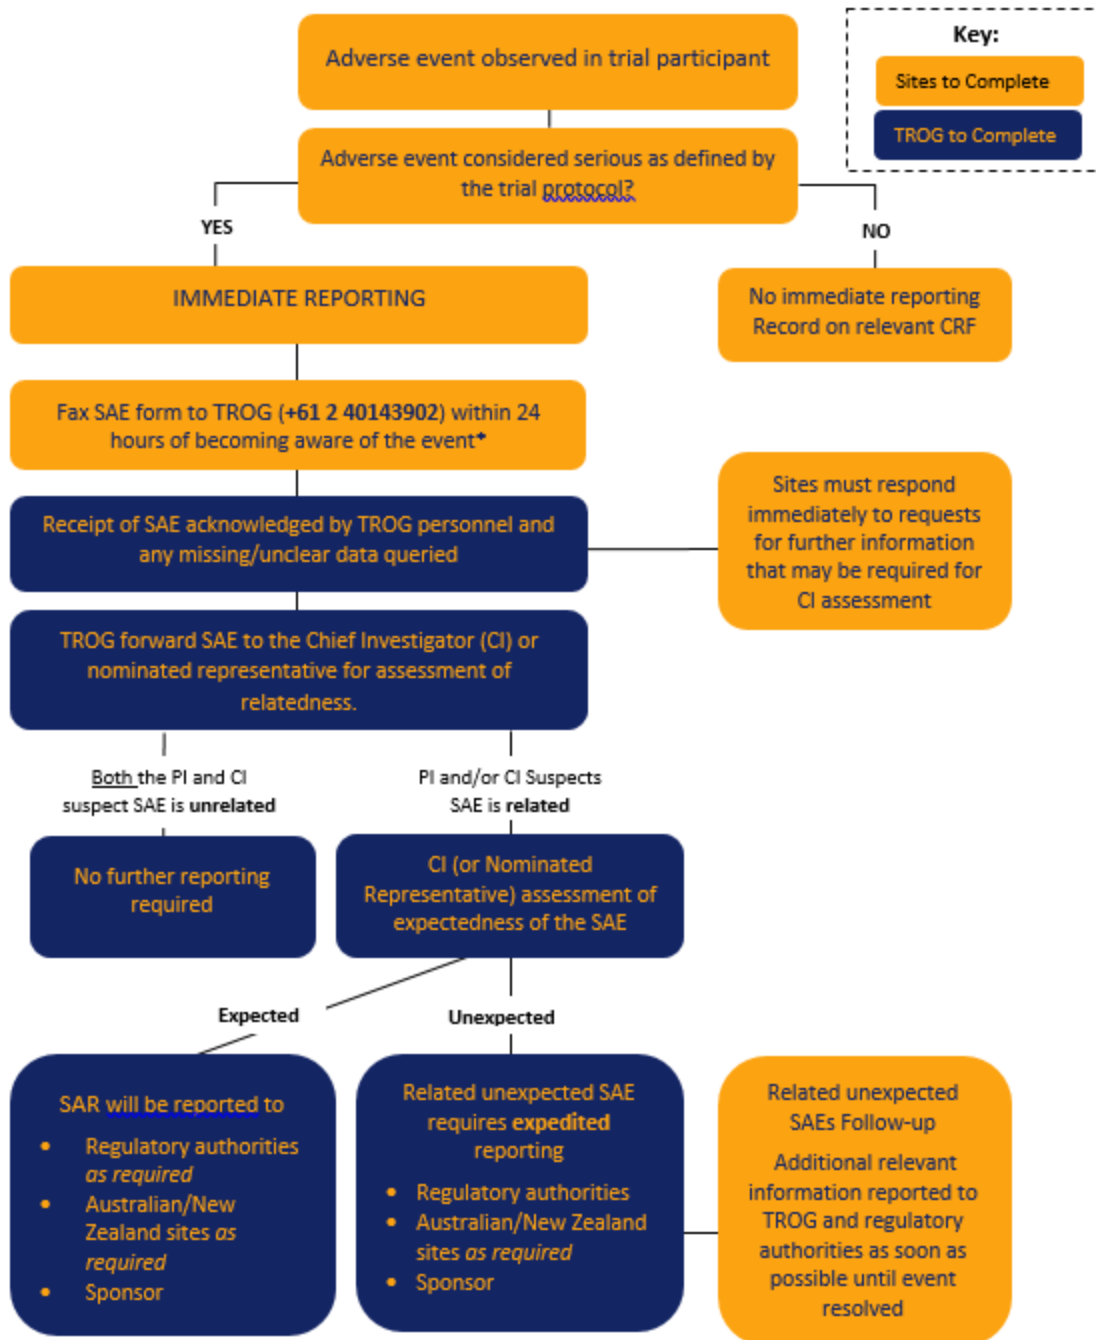 Adverse event observed in trial participant
Key:
Sites to Complete
TROG to Complete
Adverse event considered serious as defined by
the trial protocol?
YES
NO
IMMEDIATE REPORTING
No immediate reporting
Record on relevant CRF
Fax SAE form to TROG (+61 2 40143902) within 24
hours of becoming aware of the event*
Receipt of SAE acknowledged by TROG personnel and
any missing/unclear data queried
Sites must respond
immediately to requests
for further information
that may be required for
CI assessment
TROG forward SAE to the Chief Investigator (CI) or
nominated representative for assessment of
relatedness.
Both the PI and CI
suspect SAE is unrelated
PI and/or CI Suspects
SAE is related
No further reporting
required
CI (or Nominated
Representative) assessment of
expectedness of the SAE
Expected
Unexpected
SAR will be reported to
• Regulatory authorities
as required
• Australian/New
Zealand sites as
required
• Sponsor
Related unexpected SAE
requires expedited
reporting
• Regulatory authorities
• Australian/New Zealand
sites as required
• Sponsor
Related unexpected
SAEs Follow-up
Additional relevant
information reported to
TROG and regulatory
authorities as soon as
possible until event
resolved